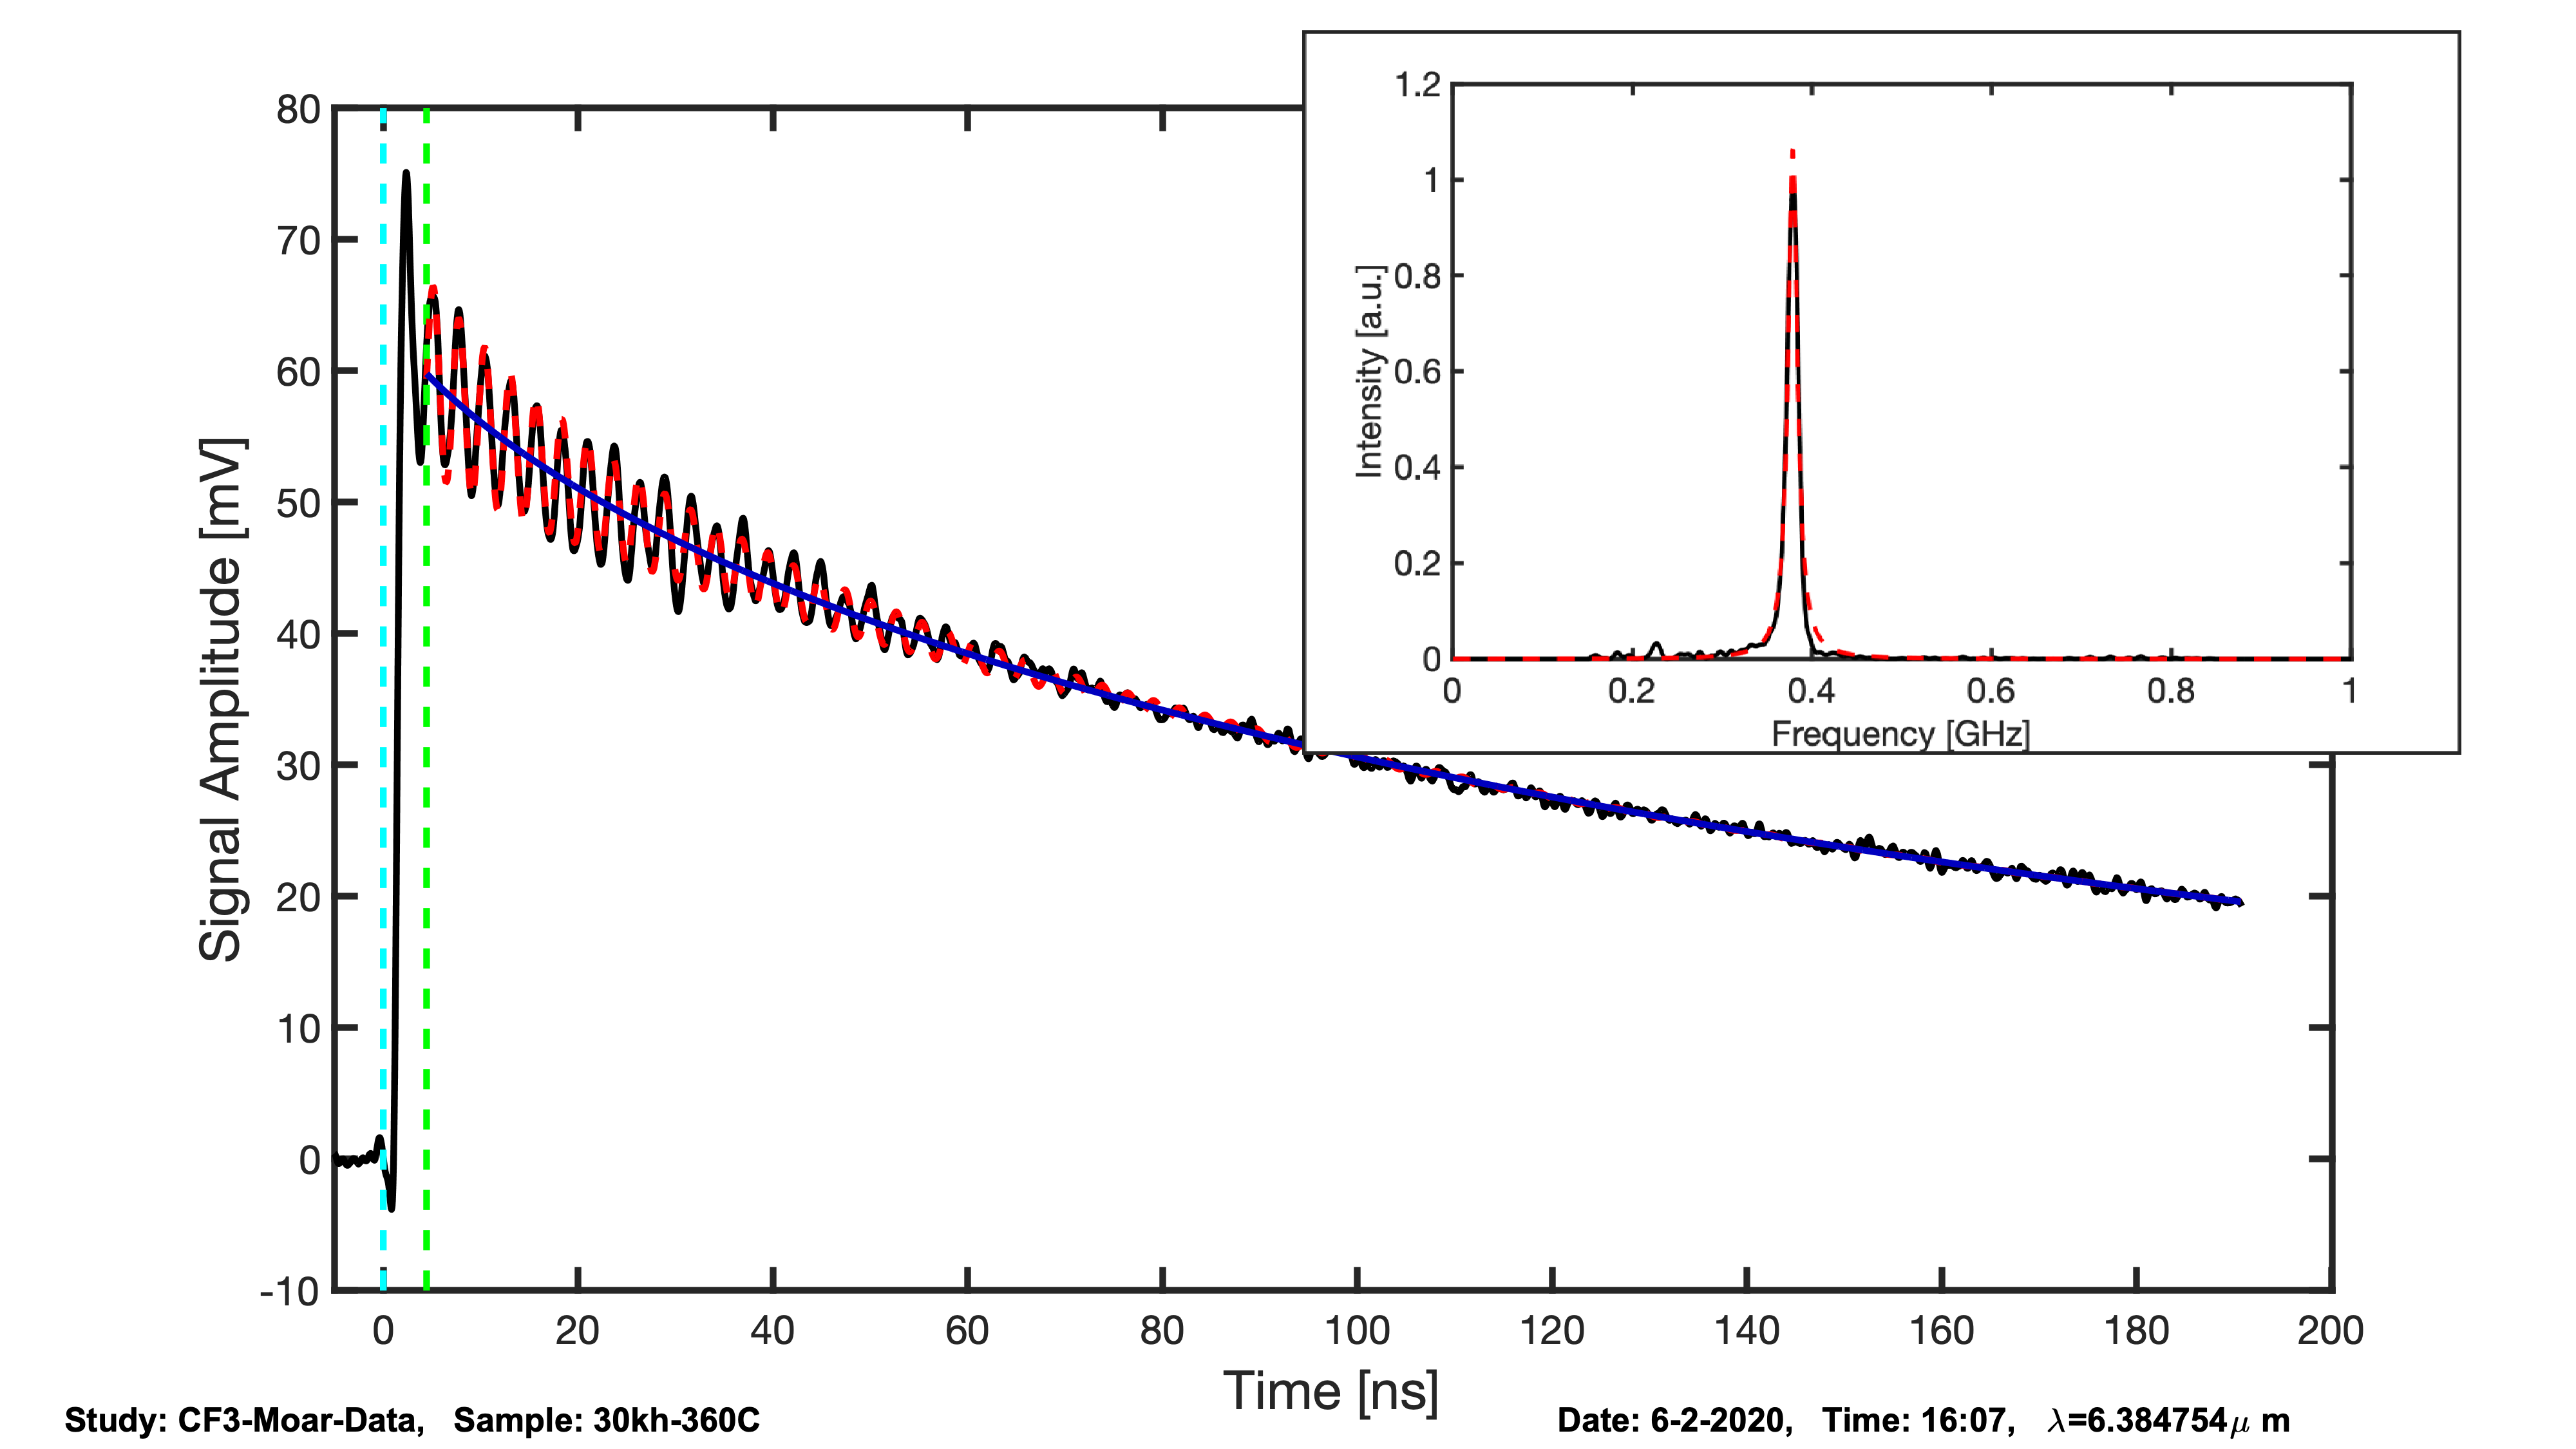 1.2
1
0.8
0.6
0.4
0.2
0
Intensity [a.u.]
0 0.2 0.4 0.6 0.8 1
Frequency [GHz]
80
70
60
50
40
30
20
10
0
-10
Signal Amplitude [mV]
0 20 40 60 80 100 120 140 160 180 200
Time [ns]
Study: CF3-Moar-Data, Sample: 30kh-360C
Date: 6-2-2020, Time: 16:07, λ=6.384754μ m